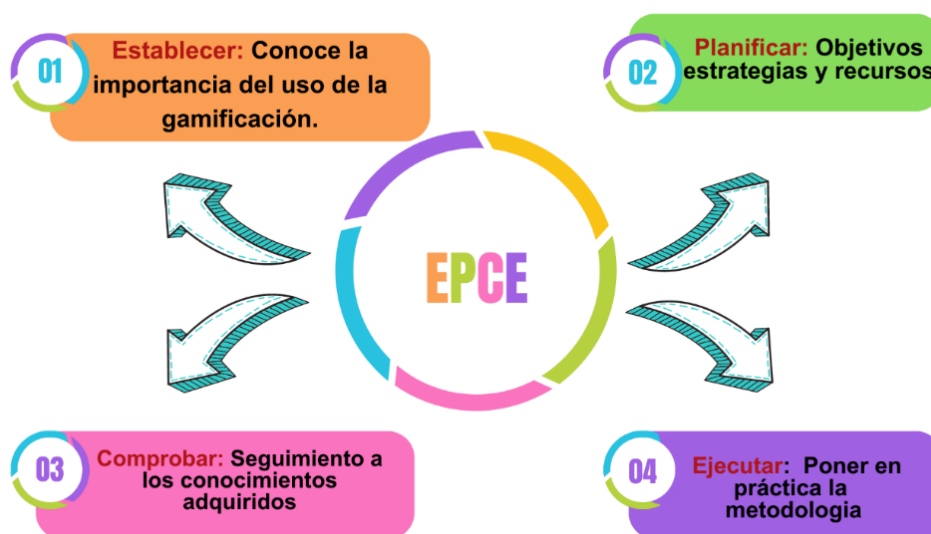 01
Establecer: Conoce la
importancia del uso de la
gamificación.
02
Planificar: Objetivos
estrategias y recursos
EPCE
03
Comprobar: Seguimiento a
los conocimientos
adquiridos
04
Ejecutar: Poner en
práctica la
metodologia